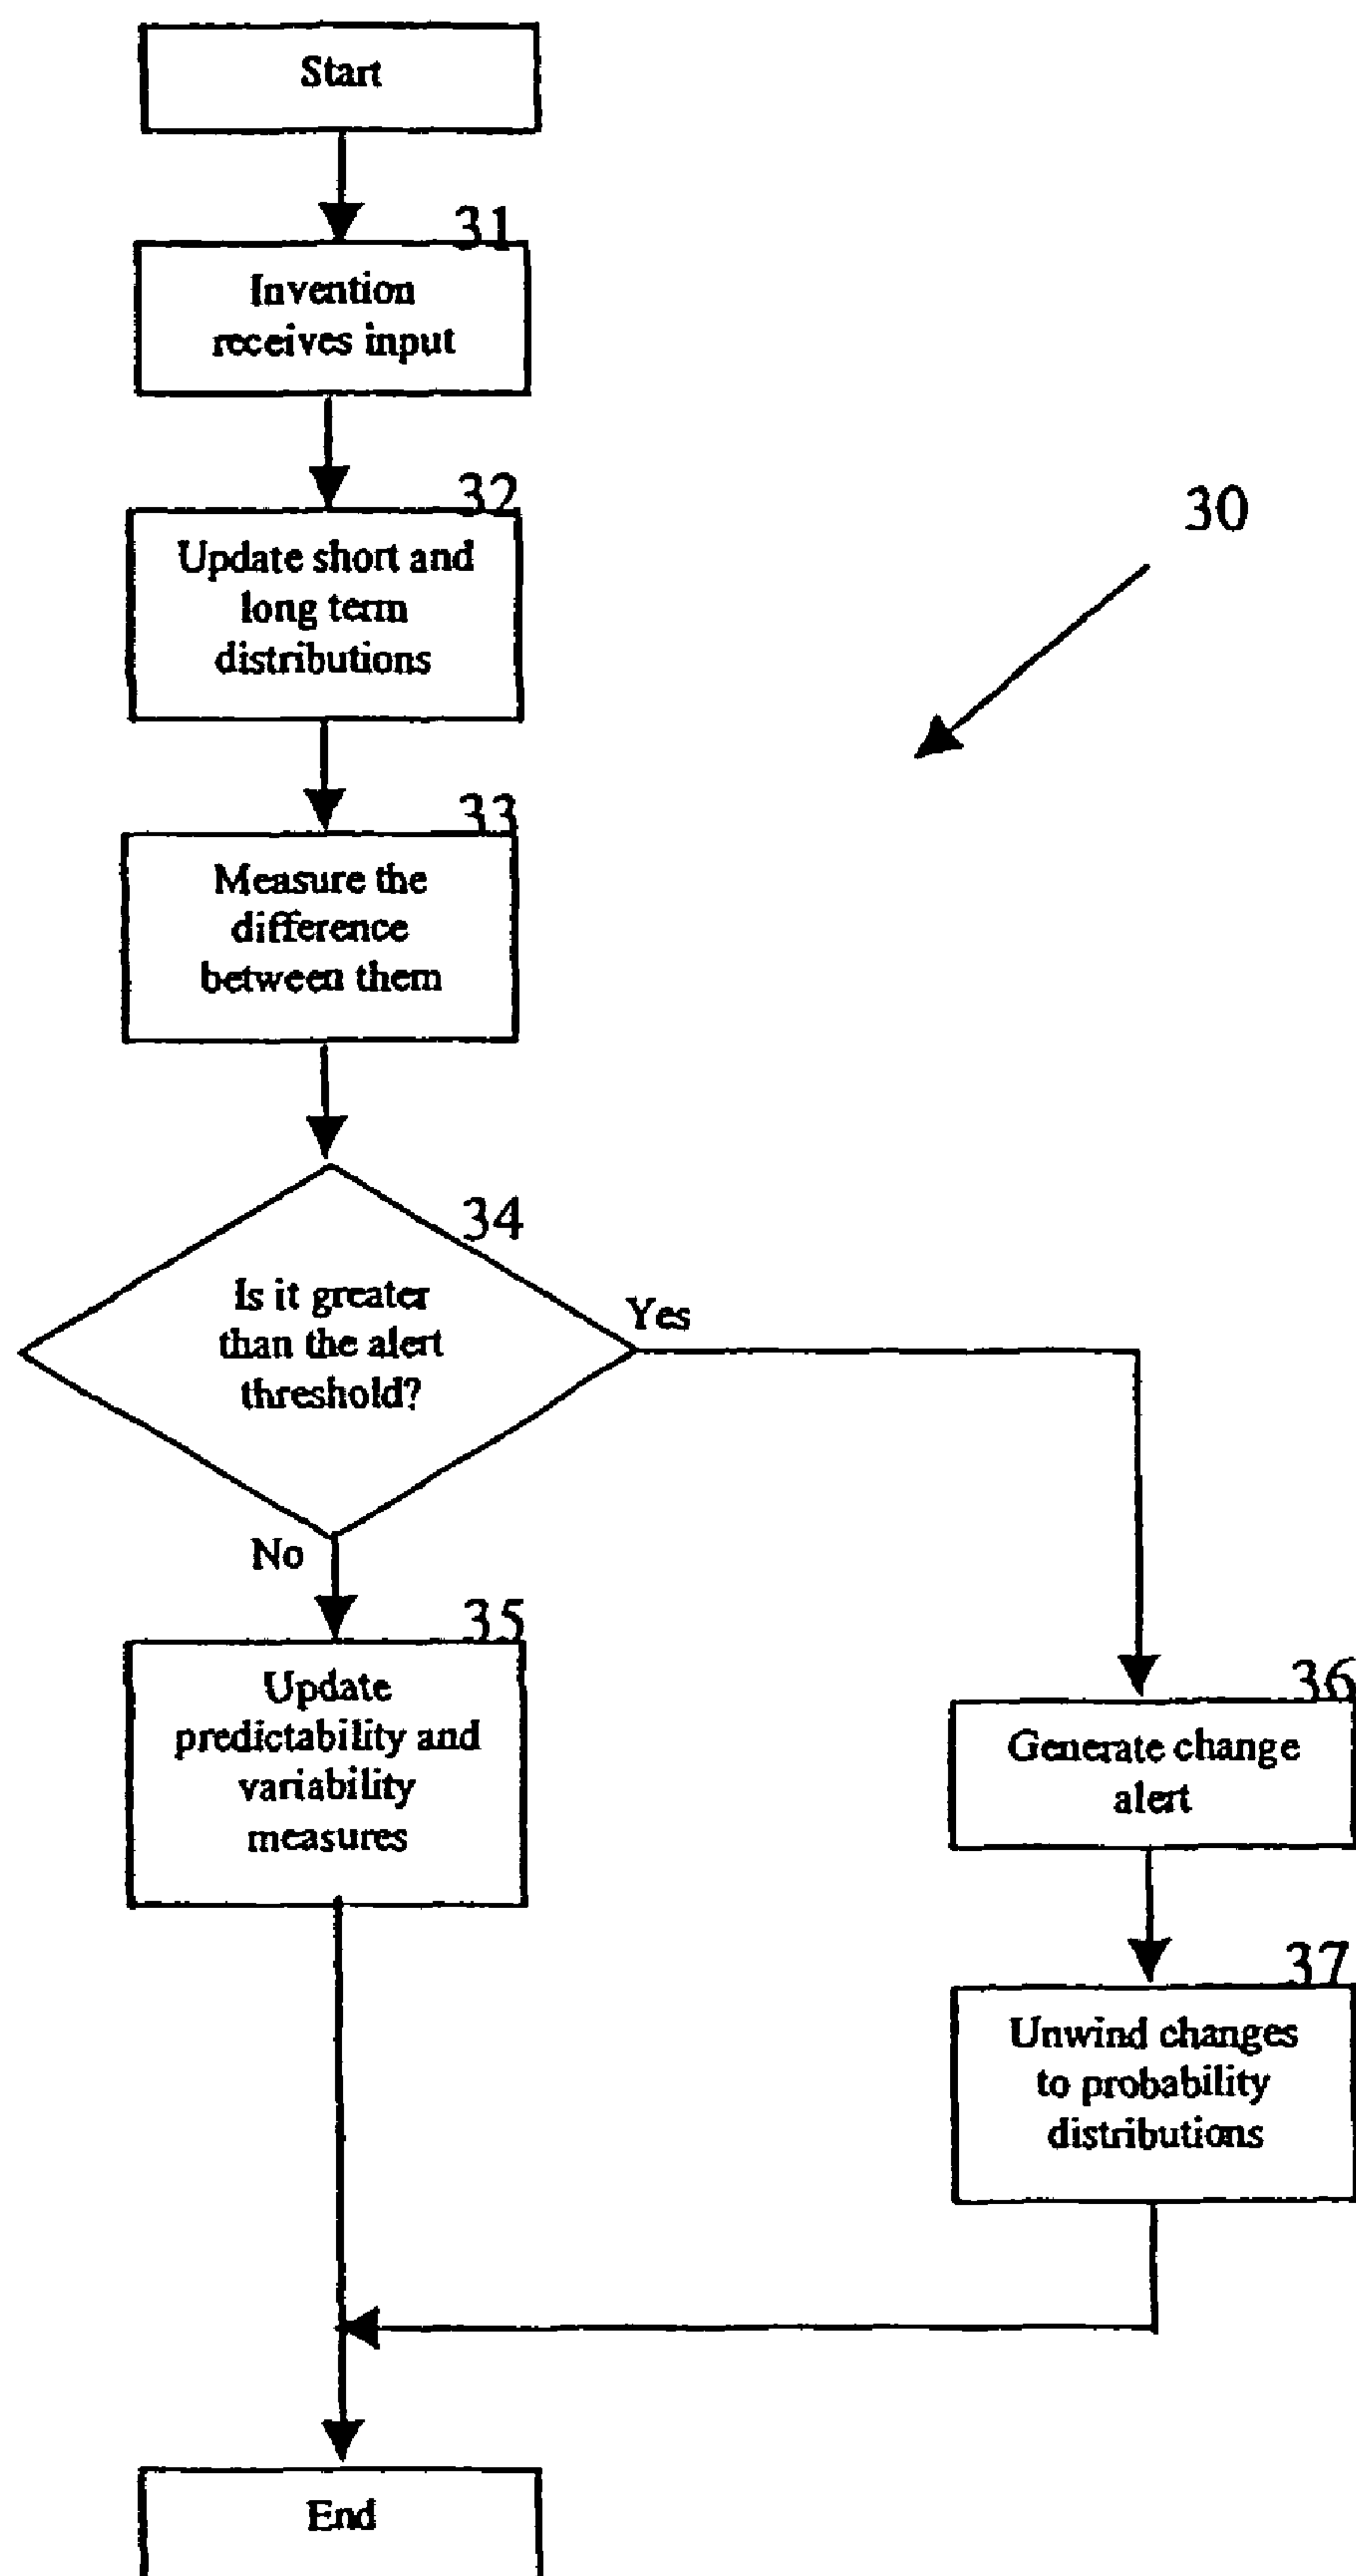 Start
31
Invention
receives input
32
Update short and
long term
distributions
30
33
Measure the
difference
between them
34
Is it greater
than the alert
threshold?
Yes
No
35
Update
predictability and
variability
measures
36
Generate change
alert
37
Unwind changes
to probability
distributions
End